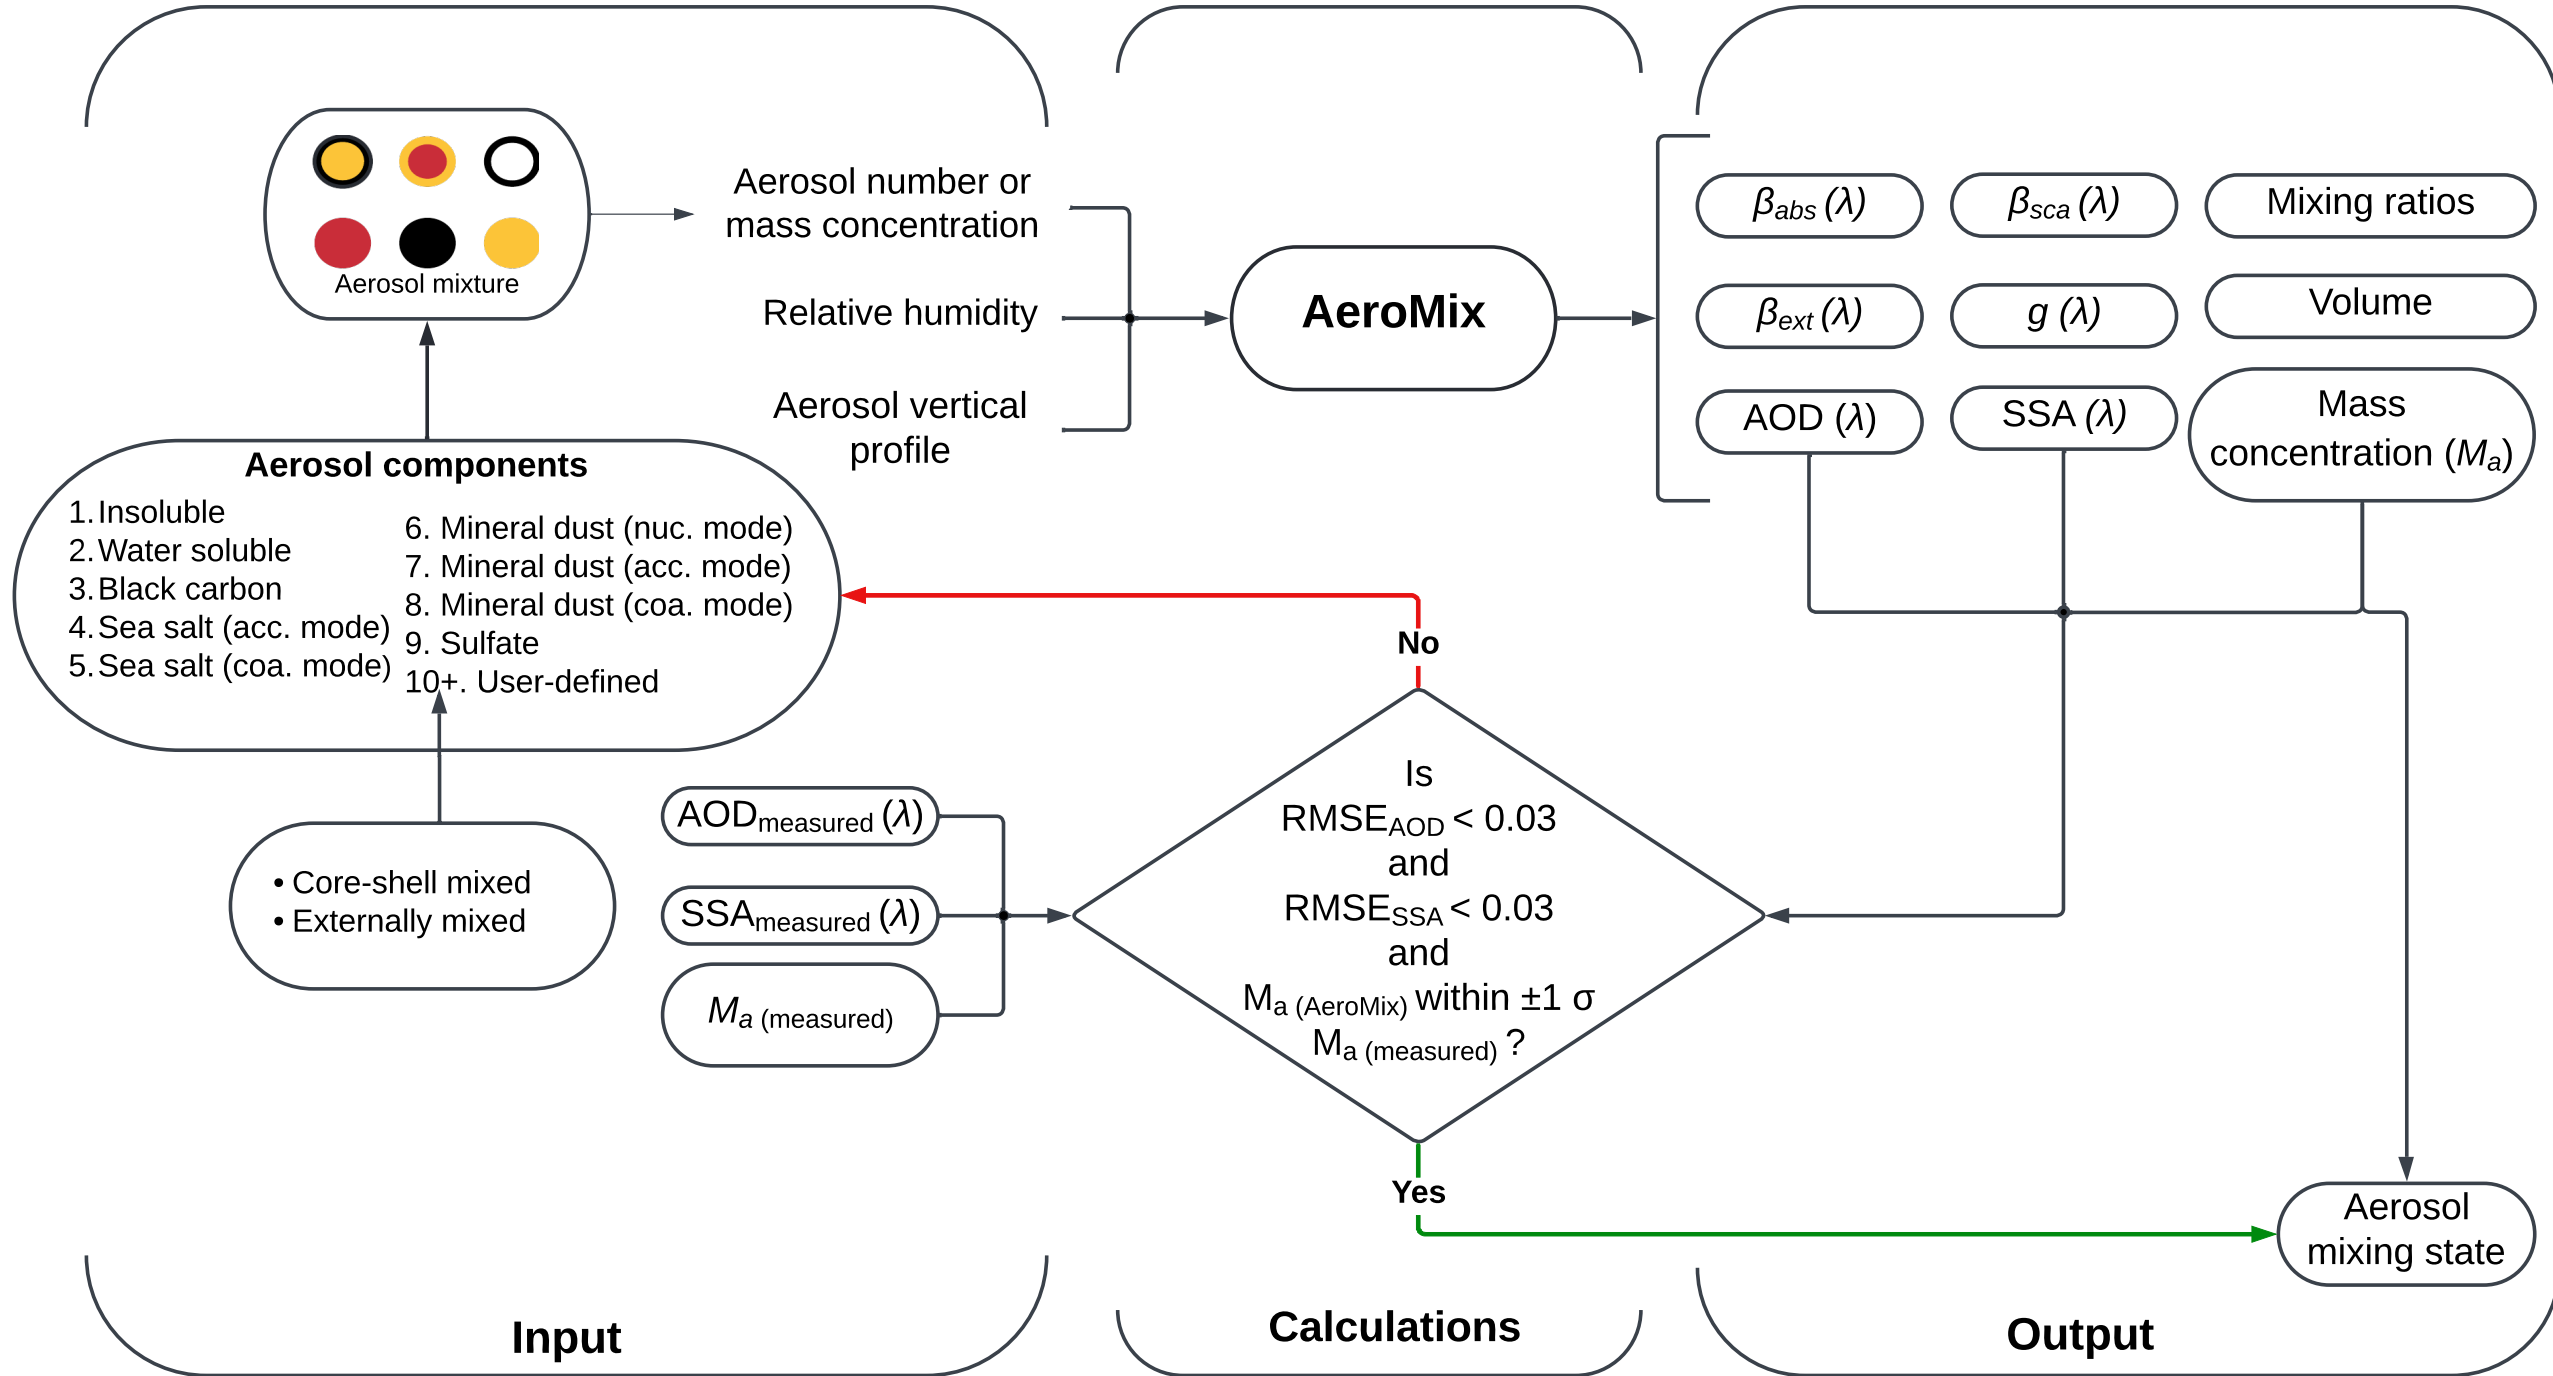 Aerosol mixture
Aerosol number or
mass concentration
Relative humidity
Aerosol vertical
profile
AeroMix
βabs (λ)
βsca (λ)
Mixing ratios
βext (λ)
g (λ)
Volume
AOD (λ)
SSA (λ)
Mass
concentration (Ma)
Aerosol components
1. Insoluble
2. Water soluble
3. Black carbon
4. Sea salt (acc. mode)
5. Sea salt (coa. mode)
6. Mineral dust (nuc. mode)
7. Mineral dust (acc. mode)
8. Mineral dust (coa. mode)
9. Sulfate
10+. User-defined
• Core-shell mixed
• Externally mixed
AODmeasured (λ)
SSAmeasured (λ)
Ma (measured)
No
Is
RMSEAOD < 0.03
and
RMSESSA < 0.03
and
Ma (AeroMix) within ±1 σ
Ma (measured) ?
Yes
Aerosol
mixing state
Input
Calculations
Output